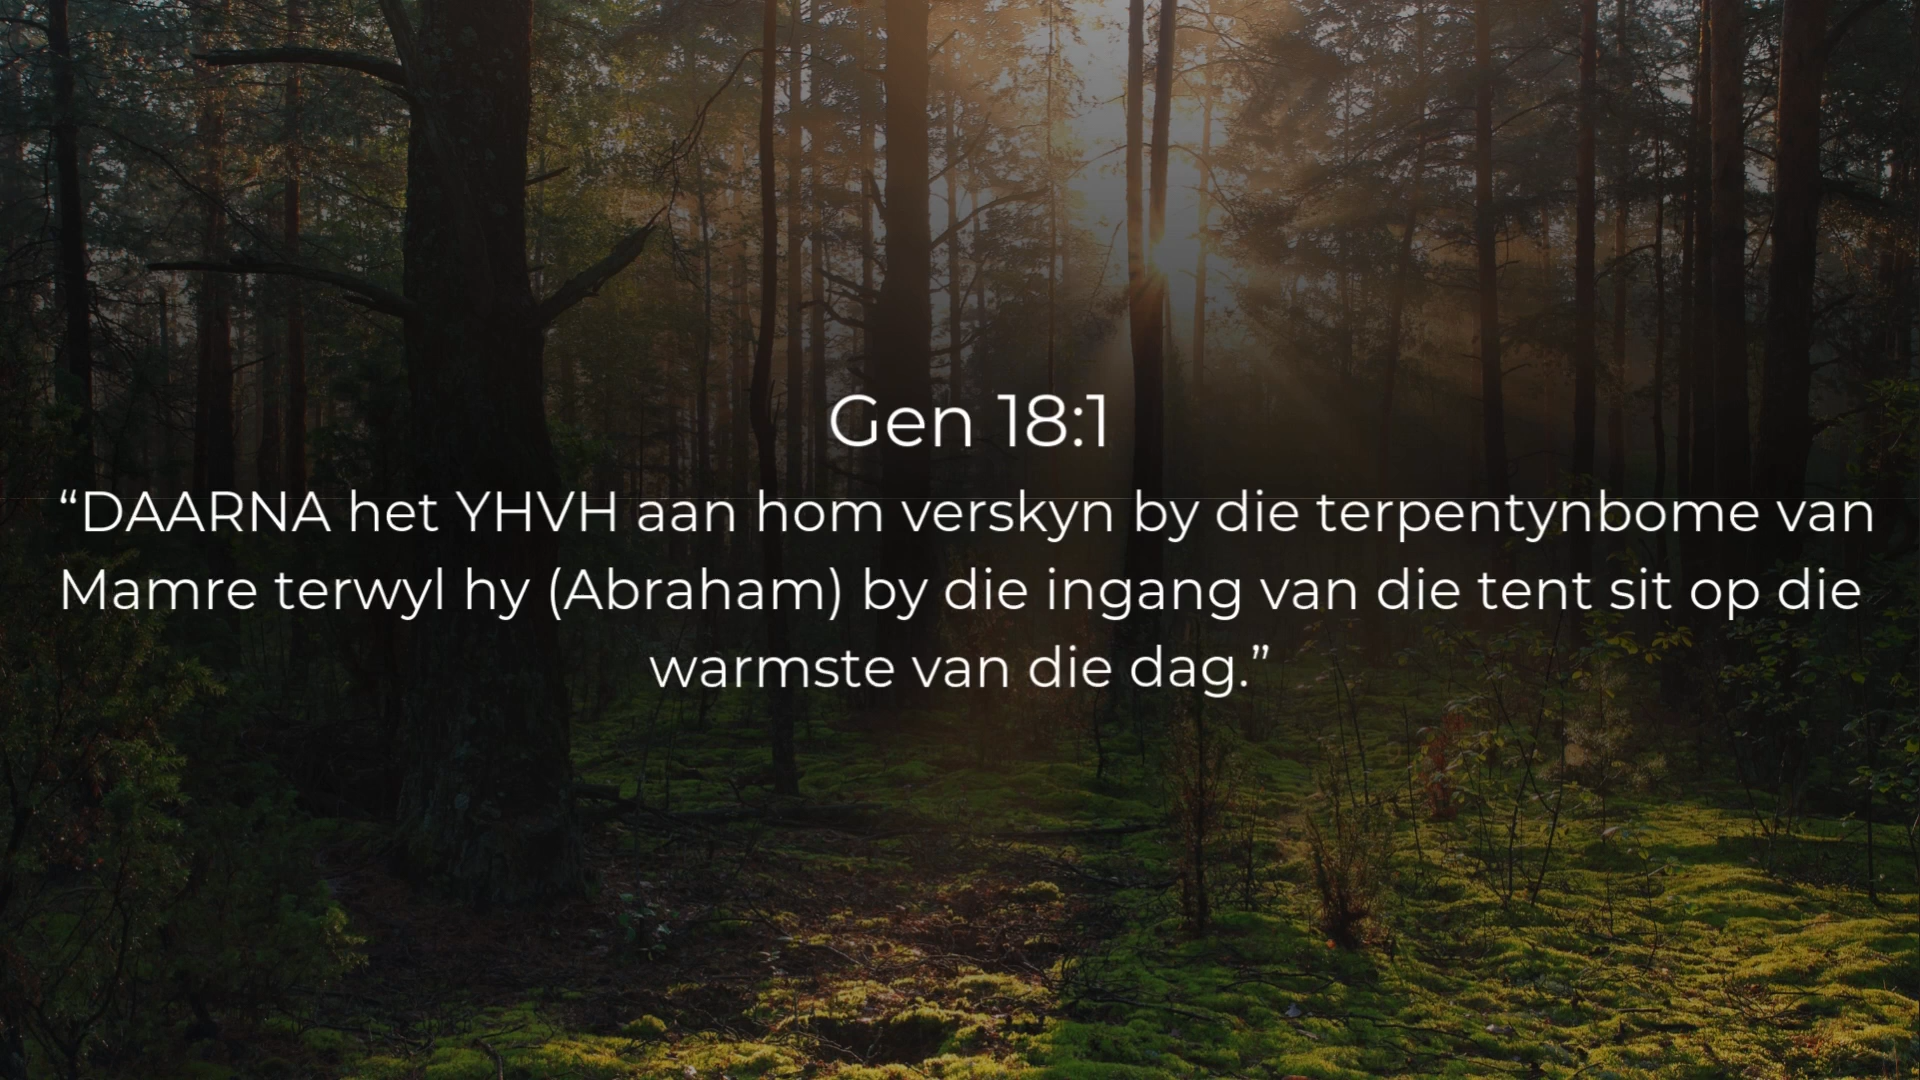 Gen 18:1
“DAARNA het YHVH aan hom verskyn by die terpentynbome van
Mamre terwyl hy (Abraham) by die ingang van die tent sit op die
warmste van die dag.”